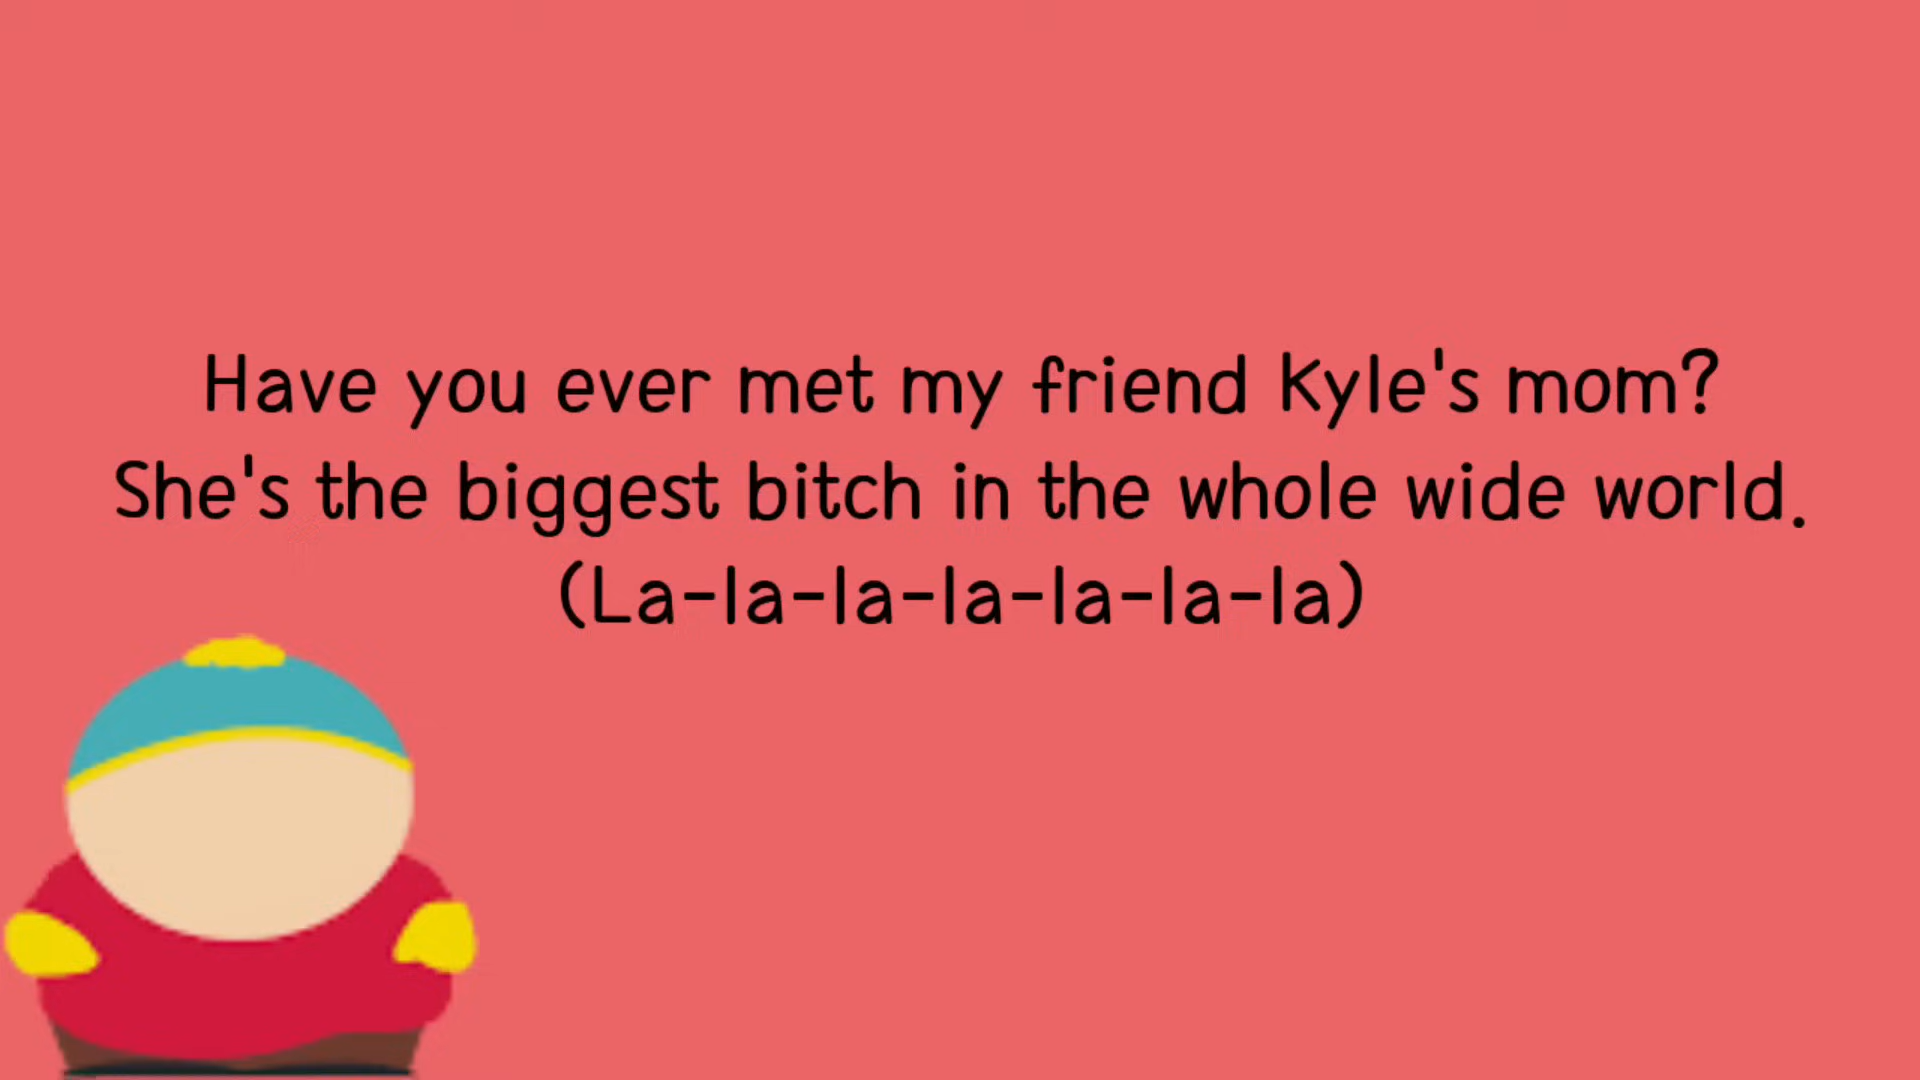 Have you ever met my friend Kyle's mom?
She's the biggest bitch in the whole wide world.
(La-la-la-la-la-la-la)